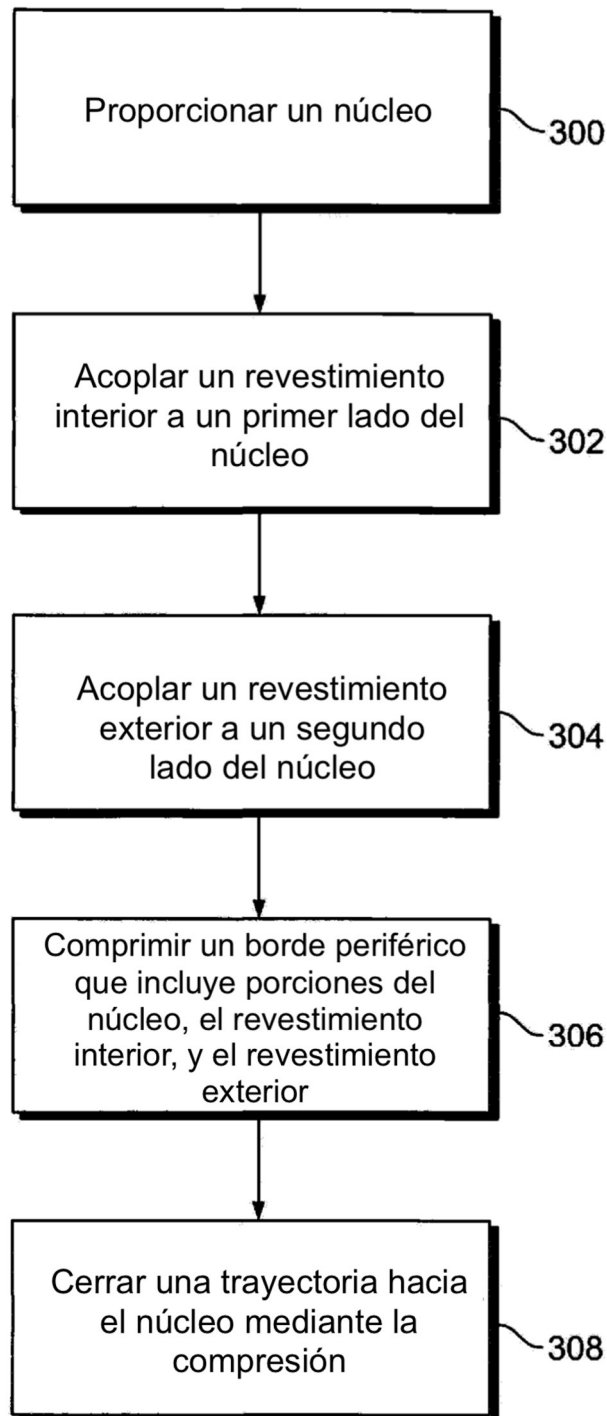 Proporcionar un núcleo
300
Acoplar un revestimiento
interior a un primer lado del
núcleo
302
Acoplar un revestimiento
exterior a un segundo
lado del núcleo
304
Comprimir un borde periférico
que incluye porciones del
núcleo, el revestimiento
interior, y el revestimiento
exterior
306
Cerrar una trayectoria hacia
el núcleo mediante la
compresión
308